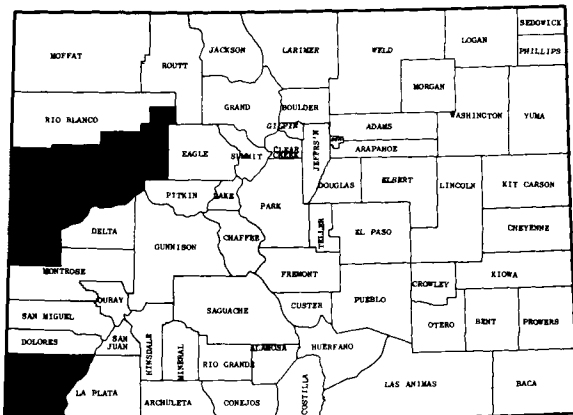 MOFFAT
ROUTT
JACKSON
LARIMER
WELD
LOGAN
SEDGWICK
PHILLIPS
MORGAN
RIO BLANCO
GRAND
BOULDER
WASHINGTON
YUMA
GILPIN
ADAMS
EAGLE
SUMMIT
CLEAR
CREEK
JEFFRS'N
ARAPAHOE
DOUGLAS
ELBERT
LINCOLN
KIT CARSON
PITKIN
LAKE
PARK
DELTA
GUNNISON
CHAFFEE
TELLER
EL PASO
CHEYENNE
MONTROSE
FREMONT
CROWLEY
KIOWA
OURAY
SAN MIGUEL
SAGUACHE
CUSTER
PUEBLO
OTERO
BENT
PROWERS
DOLORES
SAN
JUAN
HINSDALE
MINERAL
RIO GRANDE
ALAMOSA
HUERFANO
LA PLATA
ARCHULETA
CONEJOS
COSTILLA
LAS ANIMAS
BACA